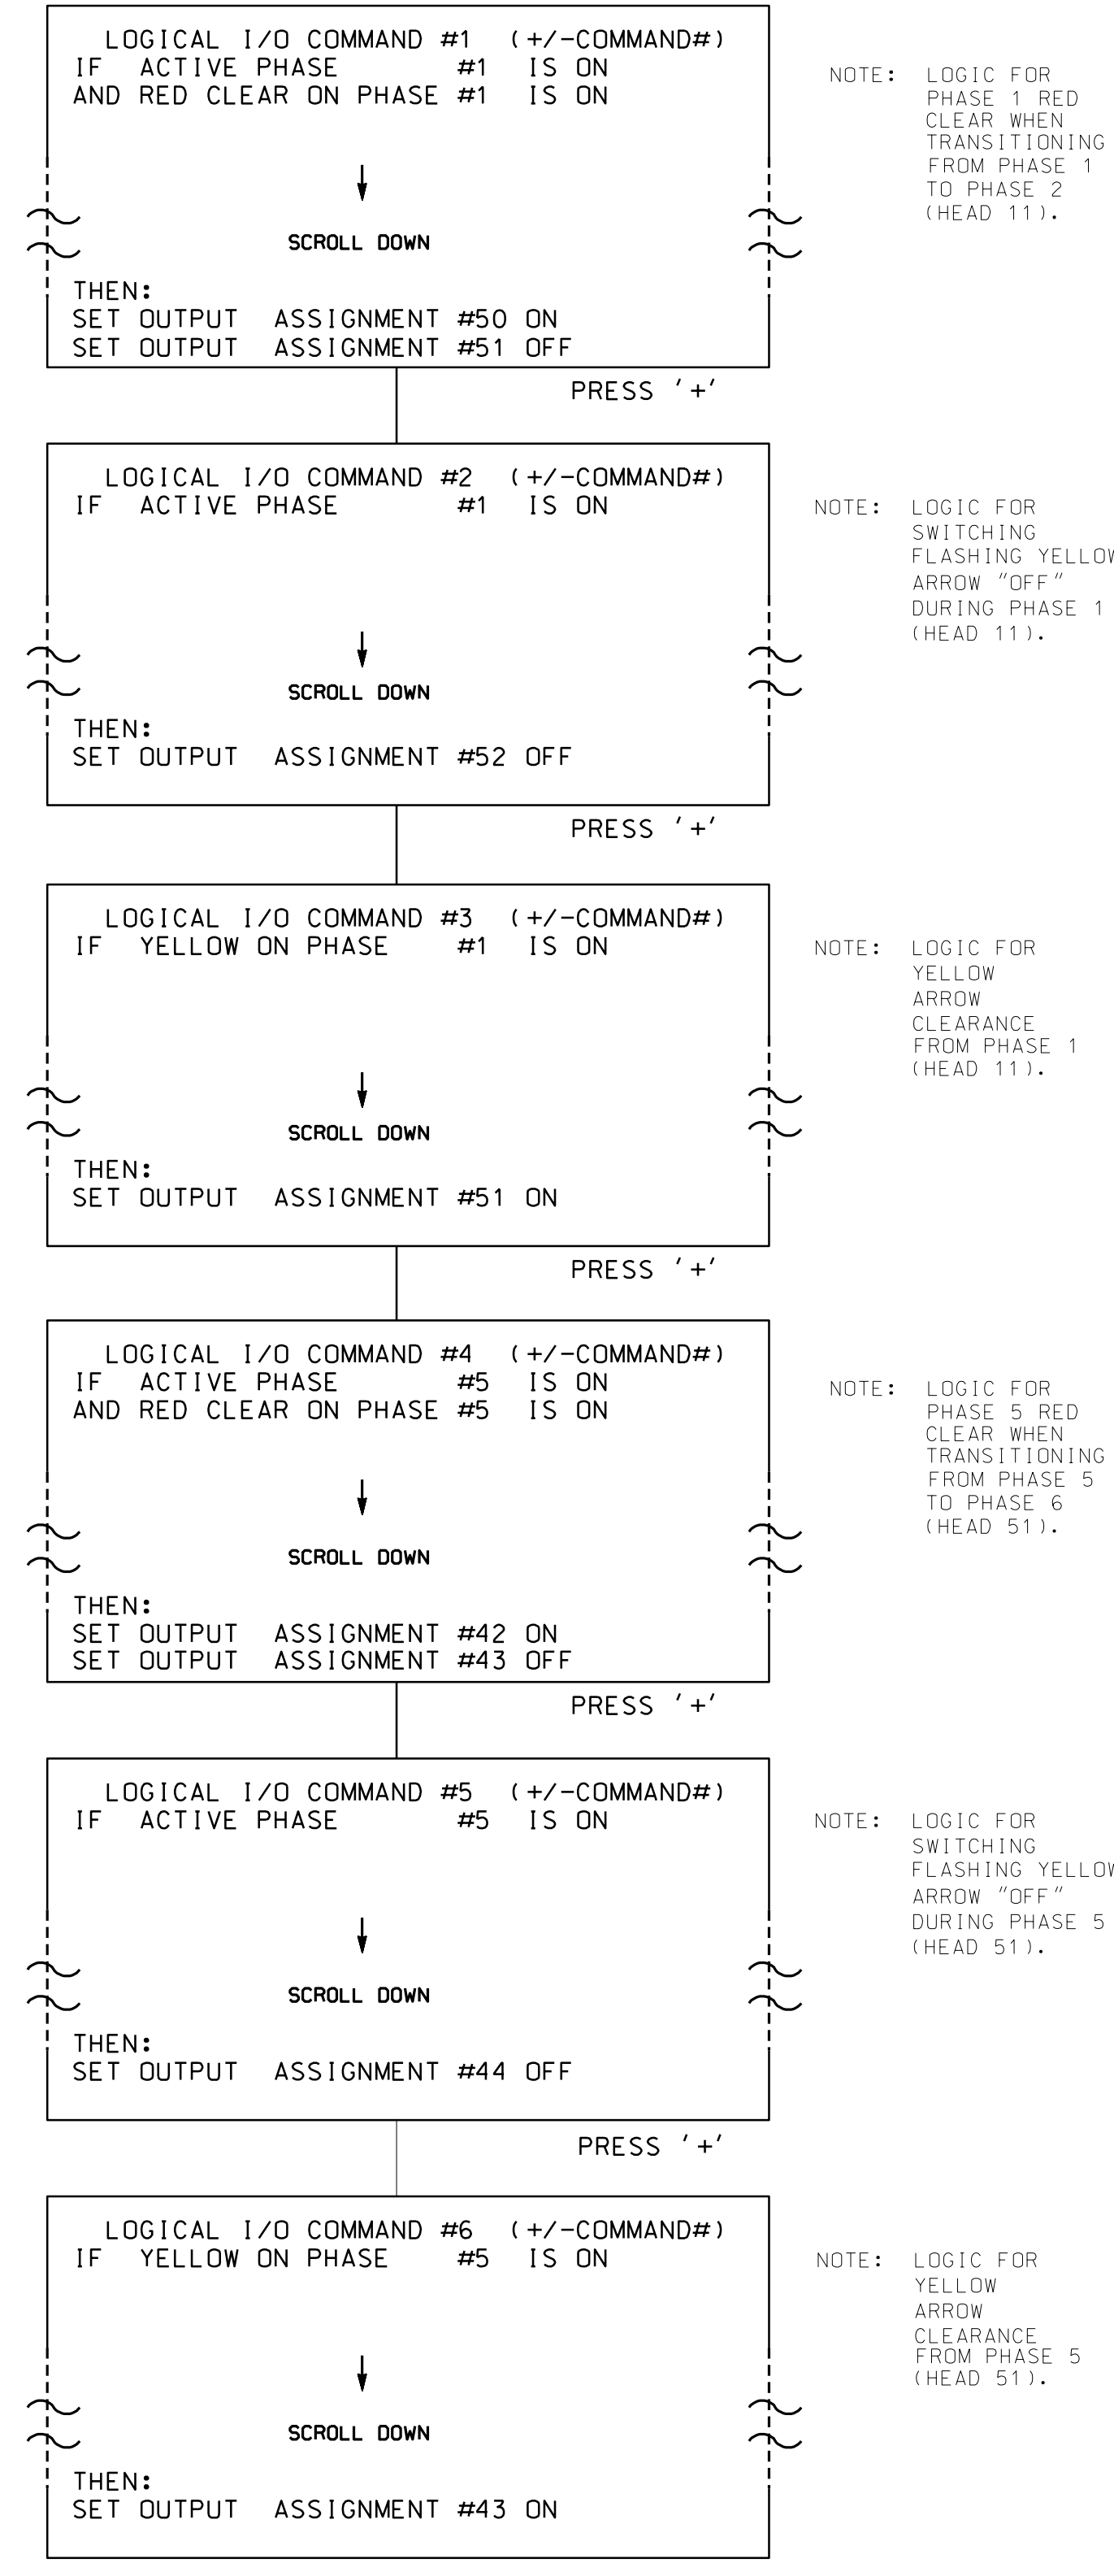 LOGICAL I/O COMMAND #1 (+/-COMMAND#)
IF ACTIVE PHASE #1 IS ON
AND RED CLEAR ON PHASE #1 IS ON
SCROLL DOWN
THEN:
SET OUTPUT ASSIGNMENT #50 ON
SET OUTPUT ASSIGNMENT #51 OFF
NOTE: LOGIC FOR
PHASE 1 RED
CLEAR WHEN
TRANSITIONING
FROM PHASE 1
TO PHASE 2
(HEAD 11).
PRESS '+'
LOGICAL I/O COMMAND #2 (+/-COMMAND#)
IF ACTIVE PHASE #1 IS ON
SCROLL DOWN
THEN:
SET OUTPUT ASSIGNMENT #52 OFF
NOTE: LOGIC FOR
SWITCHING
FLASHING YELLOW
ARROW "OFF"
DURING PHASE 1
(HEAD 11).
PRESS '+'
LOGICAL I/O COMMAND #3 (+/-COMMAND#)
IF YELLOW ON PHASE #1 IS ON
SCROLL DOWN
THEN:
SET OUTPUT ASSIGNMENT #51 ON
NOTE: LOGIC FOR
YELLOW
ARROW
CLEARANCE
FROM PHASE 1
(HEAD 11).
PRESS '+'
LOGICAL I/O COMMAND #4 (+/-COMMAND#)
IF ACTIVE PHASE #5 IS ON
AND RED CLEAR ON PHASE #5 IS ON
SCROLL DOWN
THEN:
SET OUTPUT ASSIGNMENT #42 ON
SET OUTPUT ASSIGNMENT #43 OFF
NOTE: LOGIC FOR
PHASE 5 RED
CLEAR WHEN
TRANSITIONING
FROM PHASE 5
TO PHASE 6
(HEAD 51).
PRESS '+'
LOGICAL I/O COMMAND #5 (+/-COMMAND#)
IF ACTIVE PHASE #5 IS ON
SCROLL DOWN
THEN:
SET OUTPUT ASSIGNMENT #44 OFF
NOTE: LOGIC FOR
SWITCHING
FLASHING YELLOW
ARROW "OFF"
DURING PHASE 5
(HEAD 51).
PRESS '+'
LOGICAL I/O COMMAND #6 (+/-COMMAND#)
IF YELLOW ON PHASE #5 IS ON
SCROLL DOWN
THEN:
SET OUTPUT ASSIGNMENT #43 ON
NOTE: LOGIC FOR
YELLOW
ARROW
CLEARANCE
FROM PHASE 5
(HEAD 51).